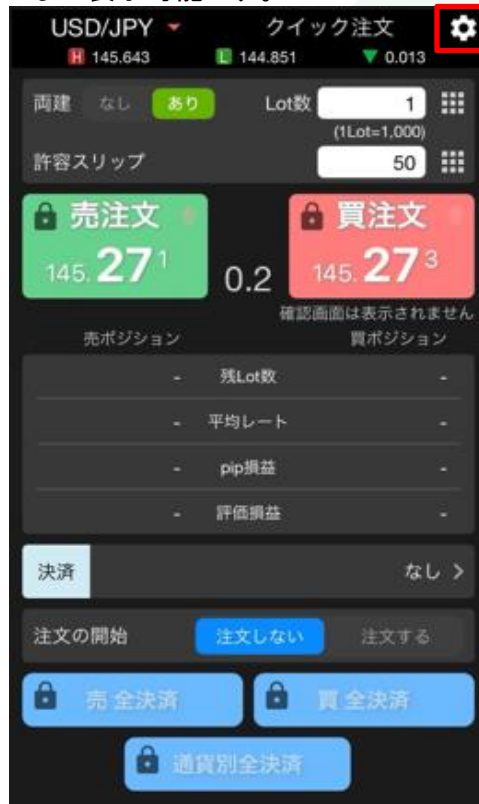 USD/JPY クイック注文
H 145.643 L 144.851 ▼ 0.013
両建 なし あり Lot数 1
(1Lot=1,000)
許容スリップ 50
売注文 買注文
145.271 0.2 145.273
確認画面は表示されません
売ポジション 買ポジション
- 残Lot数 -
- 平均レート -
- pip損益 -
- 評価損益 -
決済 なし >
注文の開始 注文しない 注文する
売 全決済 買 全決済
通貨別全決済